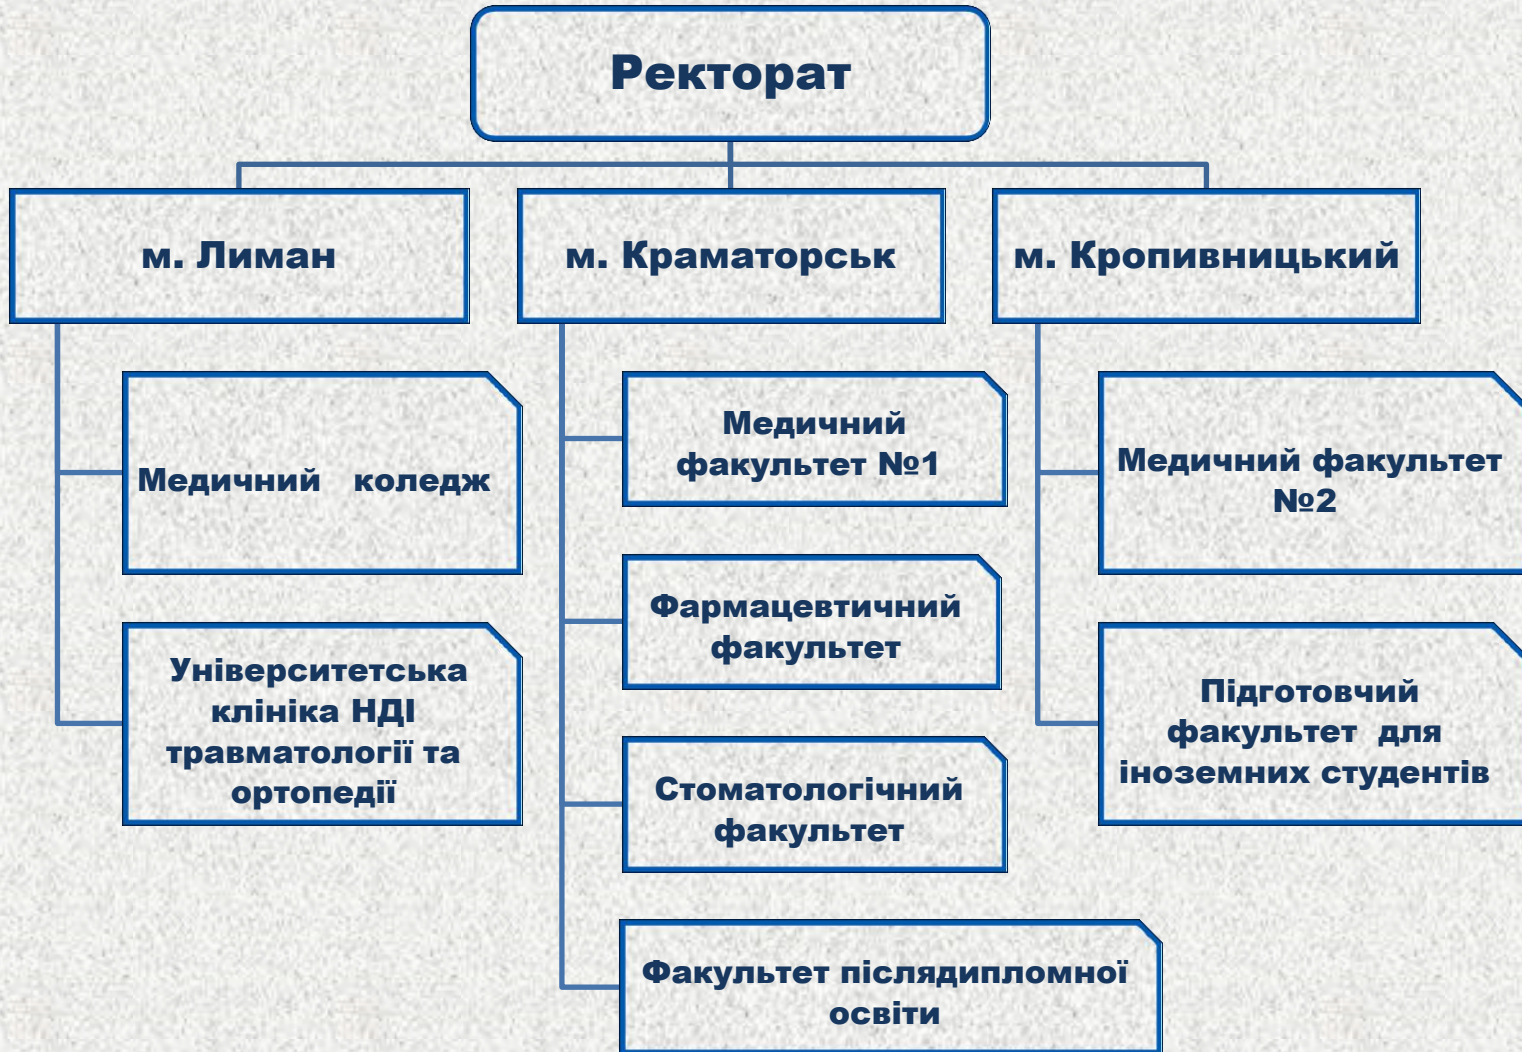 Ректорат
м. Лиман
м. Краматорськ
м. Кропивницький
Медичний коледж
Університетська
клініка НДІ
травматології та
ортопедії
Медичний
факультет №1
Фармацевтичний
факультет
Стоматологічний
факультет
Факультет післядипломної
освіти
Медичний факультет
№2
Підготовчий
факультет для
іноземних студентів